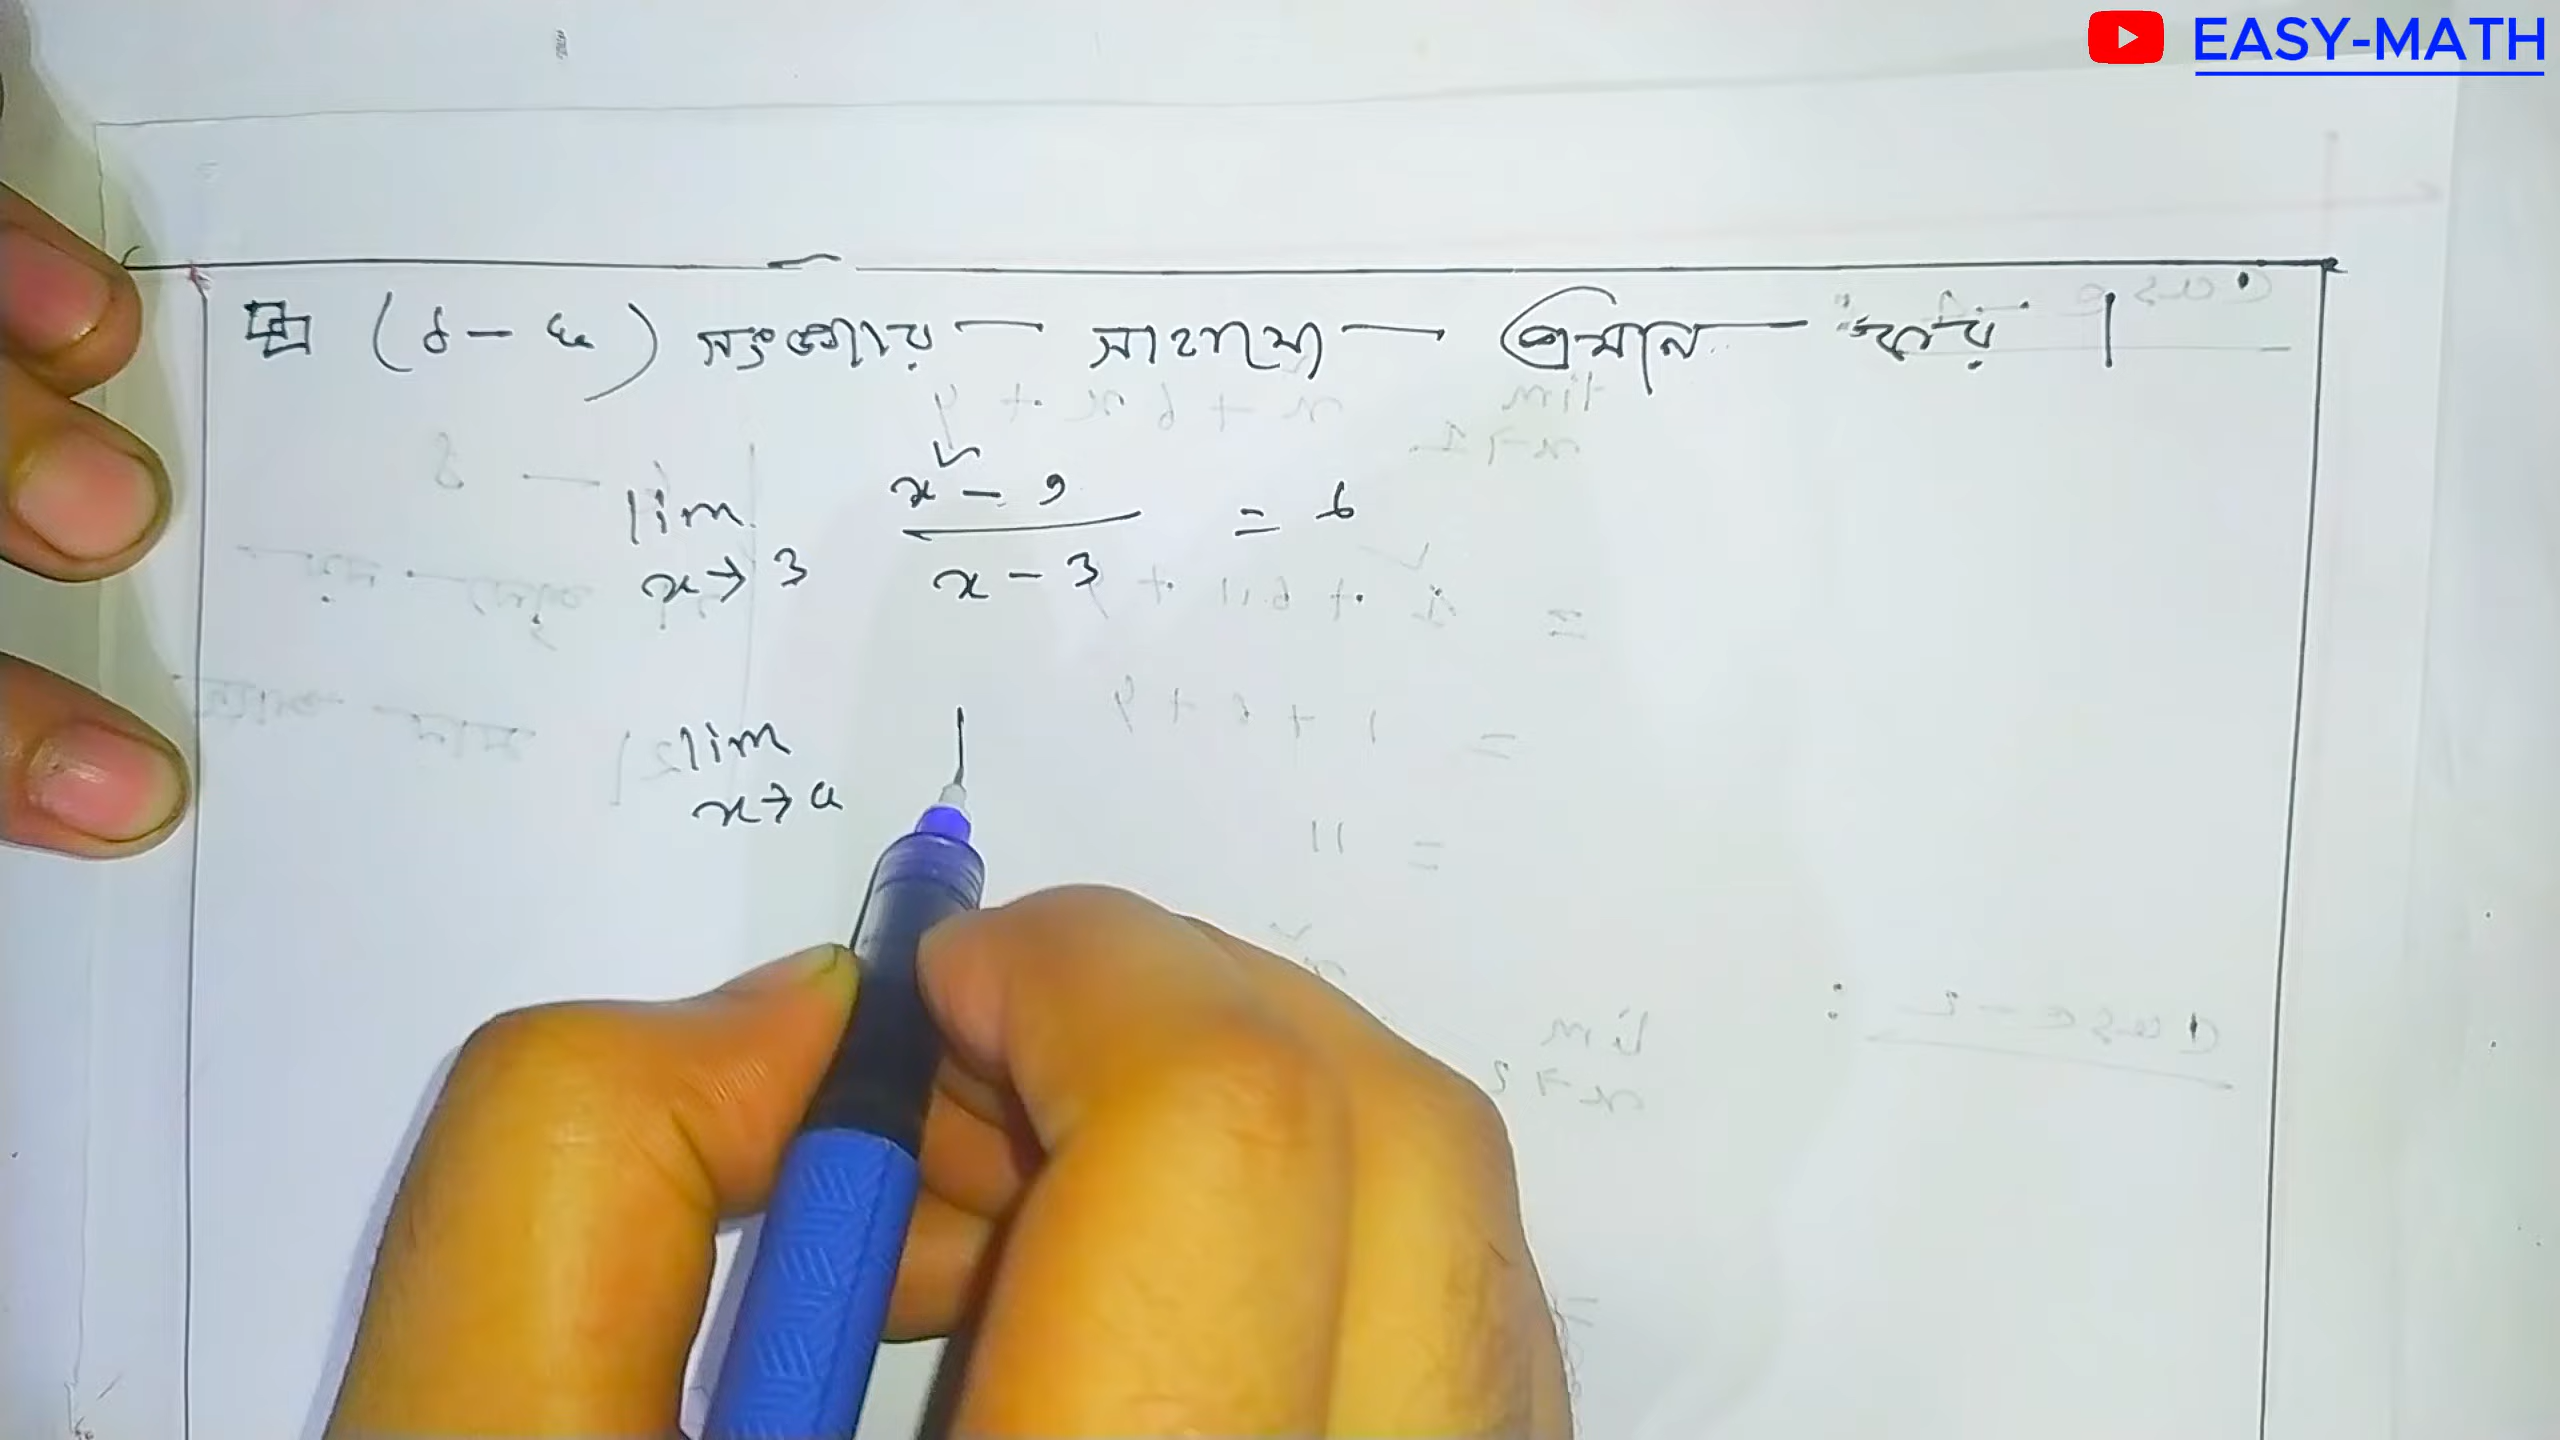 EASY-MATH
(δ - ε) সংজ্ঞার সাহায্যে প্রমান কর |
lim x→3 x² - 9 / x - 3 = 6
lim x→a |